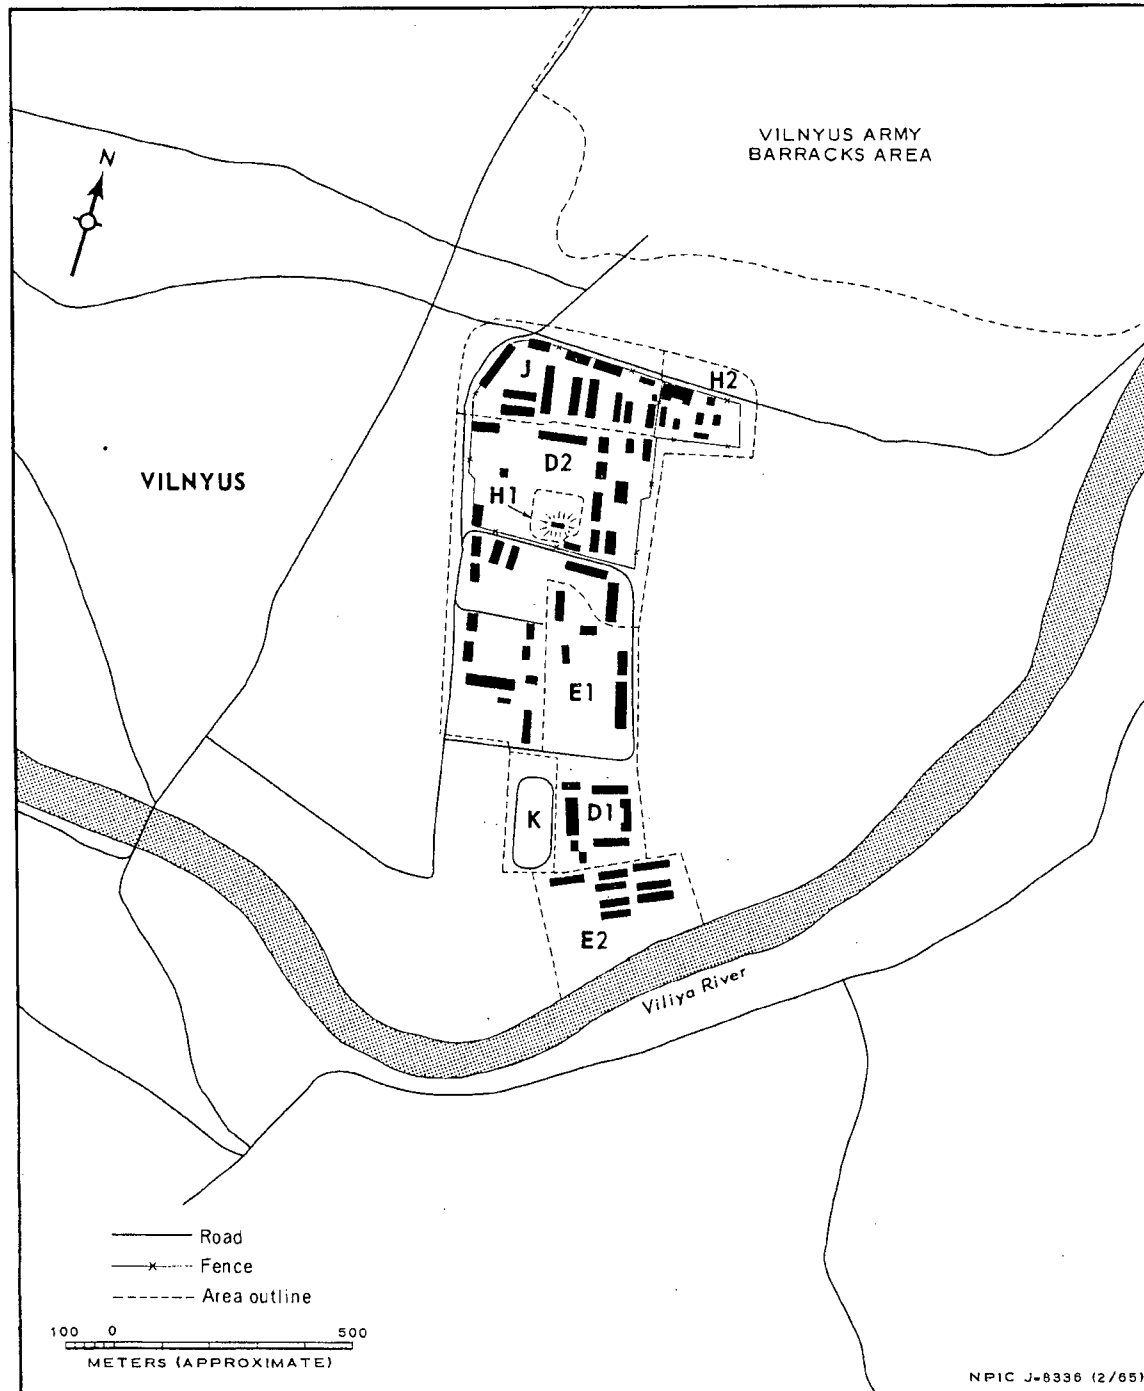 VILNYUS ARMY
BARRACKS AREA
N
H2
J
D2
VILNYUS
H1
E1
K
D1
E2
Viliya River
Road
Fence
Area outline
100 0 500
METERS (APPROXIMATE)
NPIC J-8336 (2/65)